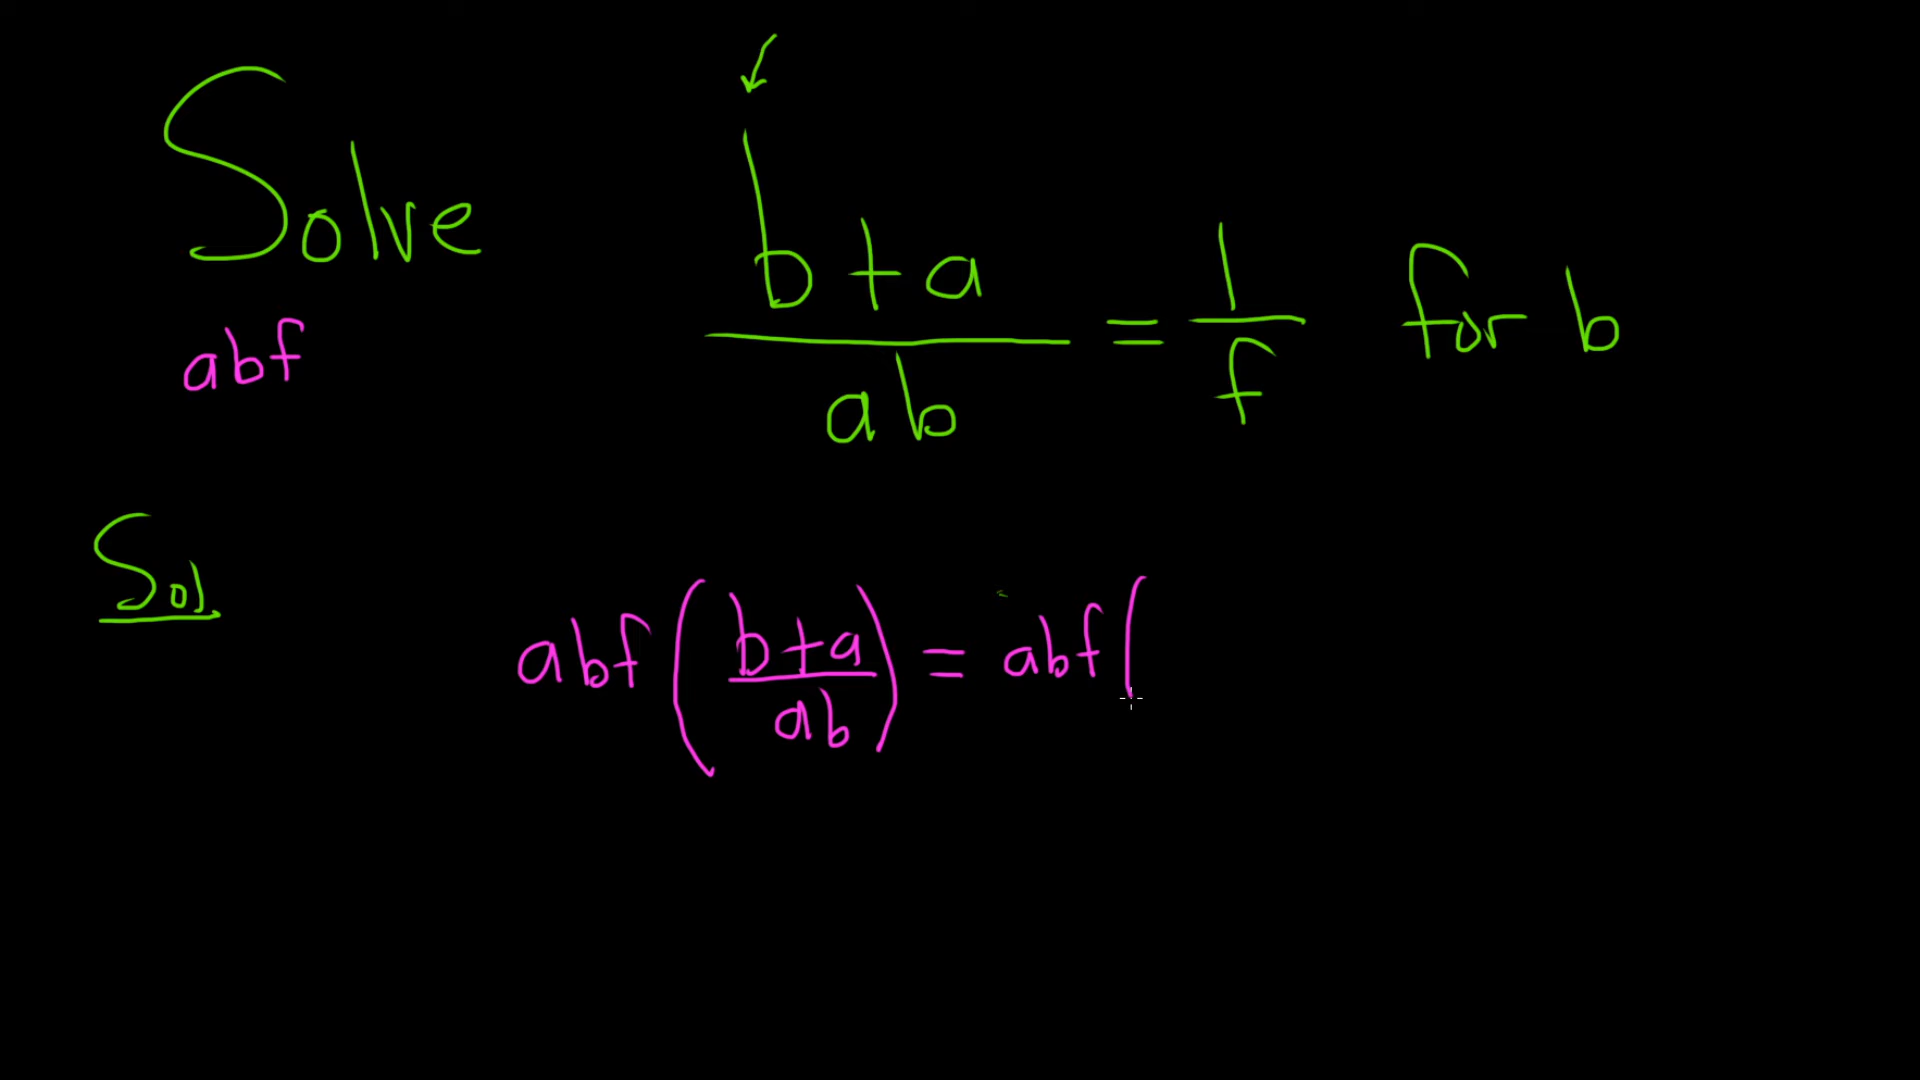 Solve (b+a)/(ab) = 1/f for b
abf
Sol.
abf((b+a)/(ab)) = abf(